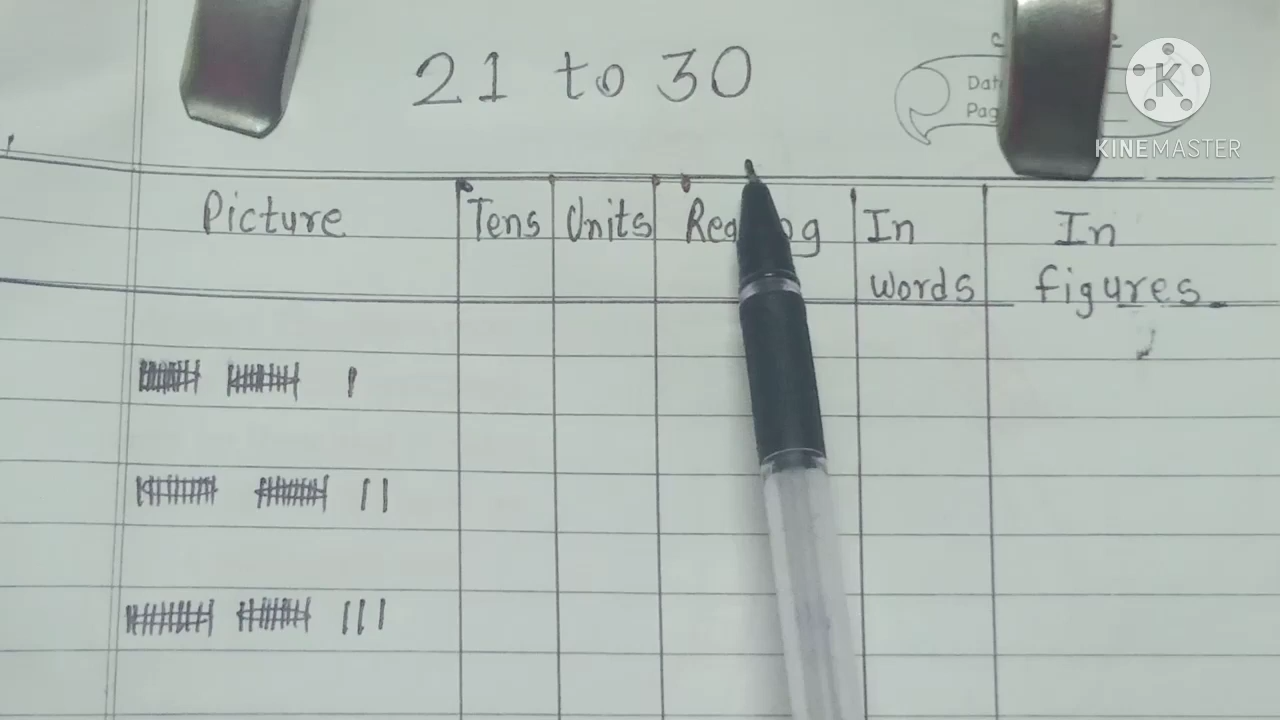 21 to 30
K
KINEMASTER
Picture Tens Units In In
words figures